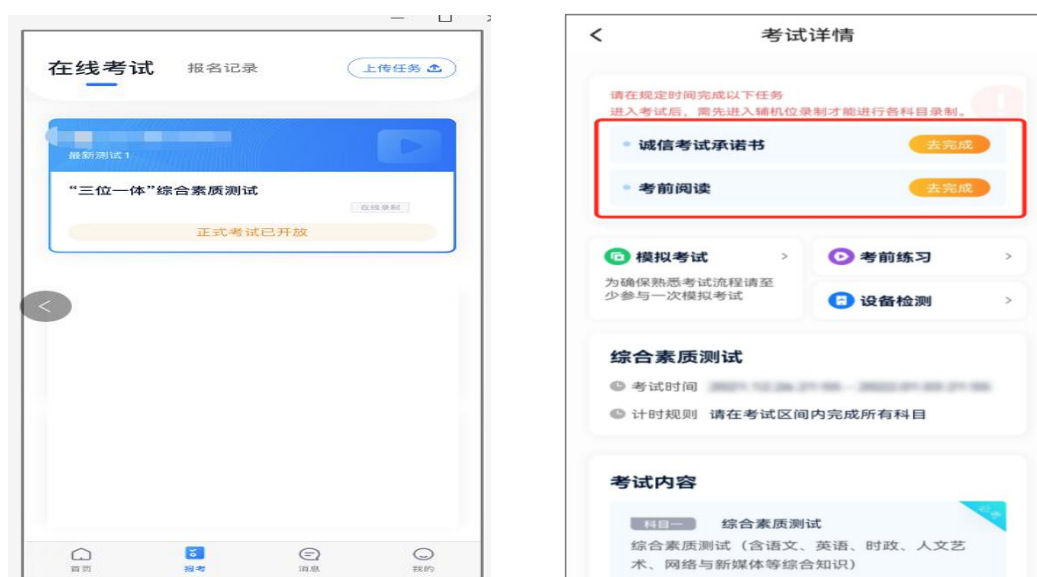 在线考试
报名记录
上传任务
最新测试1
“三位一体”综合素质测试
在线录制
正式考试已开放
首页
报考
消息
我的
考试详情
请在规定时间完成以下任务
进入考试后，需先进入辅机位录制才能进行各科目录制。
诚信考试承诺书
去完成
考前阅读
去完成
模拟考试
为确保熟悉考试流程请至
少参与一次模拟考试
考前练习
设备检测
综合素质测试
考试时间
计时规则 请在考试区间内完成所有科目
考试内容
科目一 综合素质测试
综合素质测试（含语文、英语、时政、人文艺
术、网络与新媒体等综合知识）